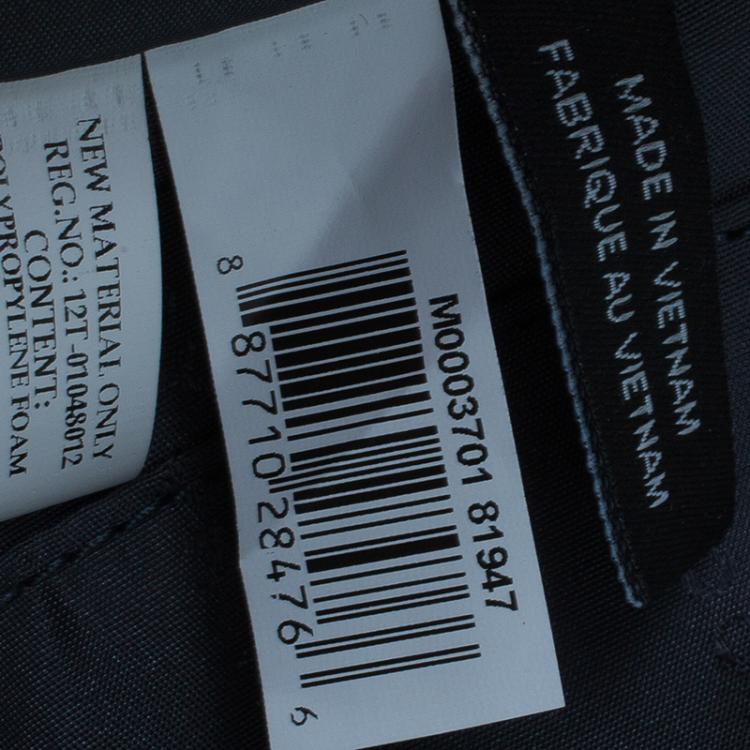 NEW MATERIAL ONLY
REG.NO.: 12T-01048012
CONTENT:
POLYPROPYLENE FOAM
M0003701 81947
8 87710 28476 6
MADE IN VIETNAM
FABRIQUE AU VIETNAM